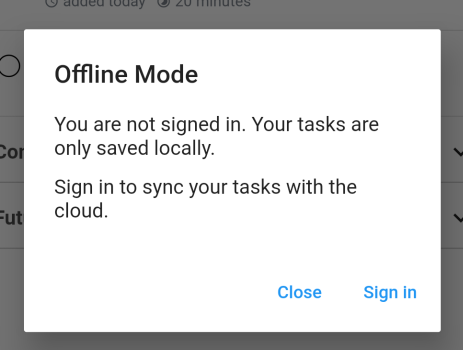 added today 20 minutes
Offline Mode
You are not signed in. Your tasks are
only saved locally.
Sign in to sync your tasks with the
cloud.
Close Sign in